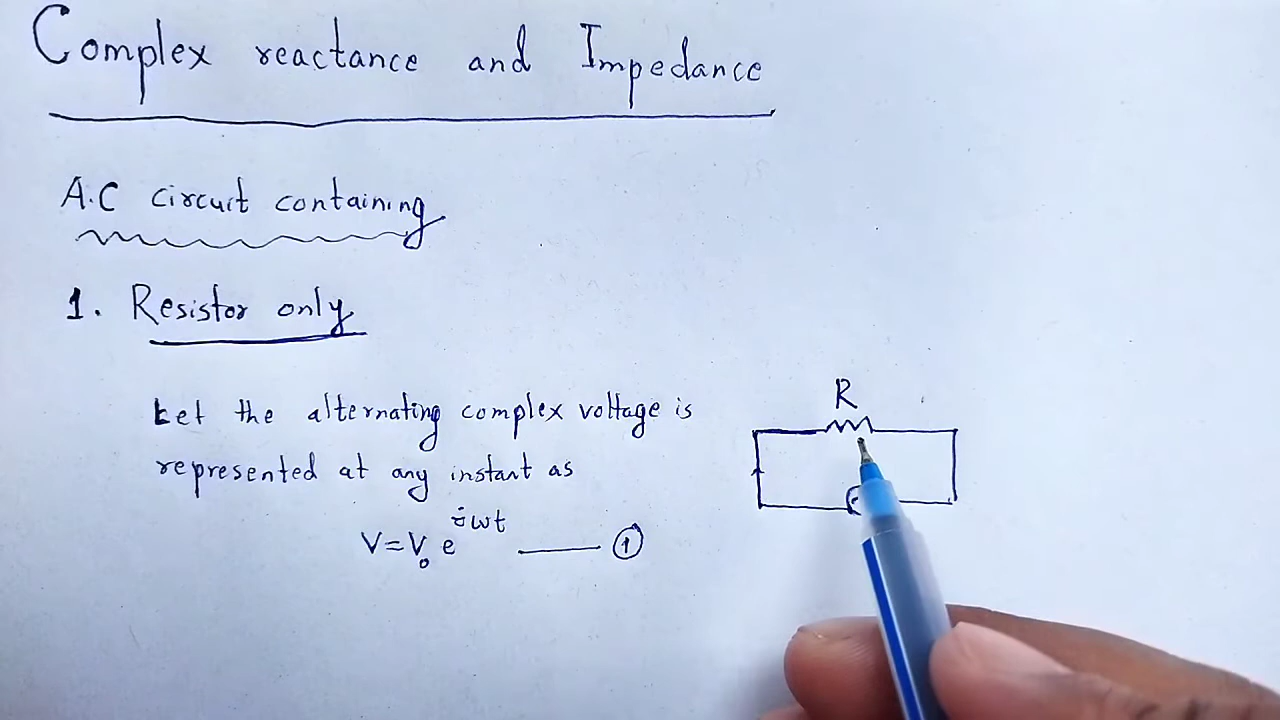 Complex reactance and Impedance
A.C circuit containing
1. Resistor only
Let the alternating complex voltage is
represented at any instant as
V=V₀ e^{iwt} ——— ①
R